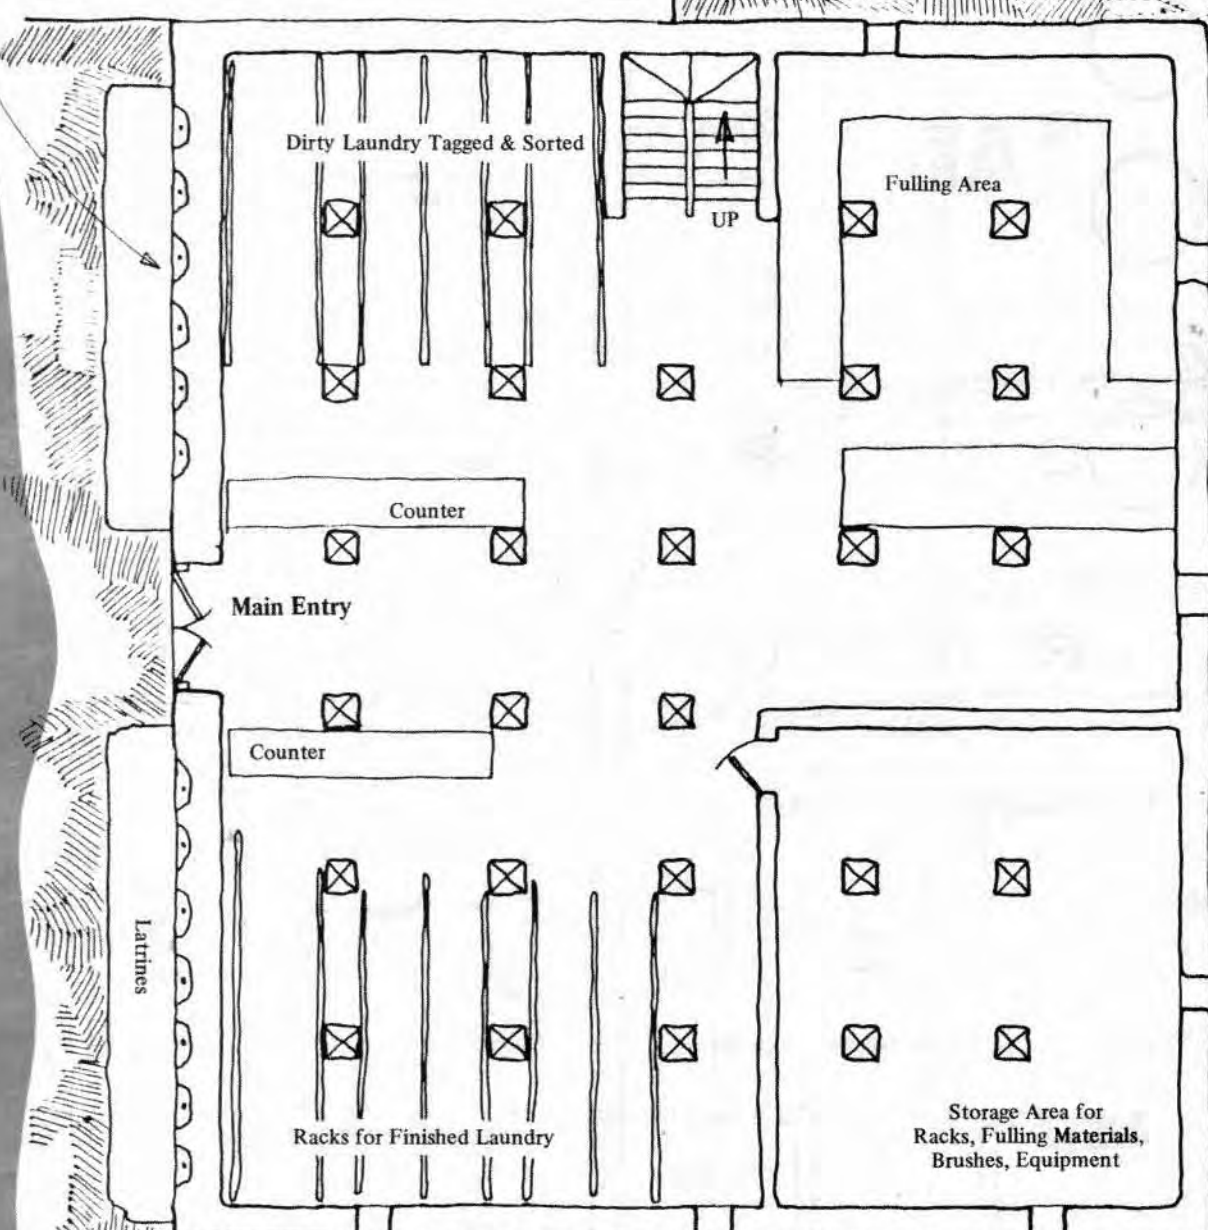 Dirty Laundry Tagged & Sorted
Fulling Area
UP
Counter
Main Entry
Counter
Latrines
Racks for Finished Laundry
Storage Area for
Racks, Fulling Materials,
Brushes, Equipment